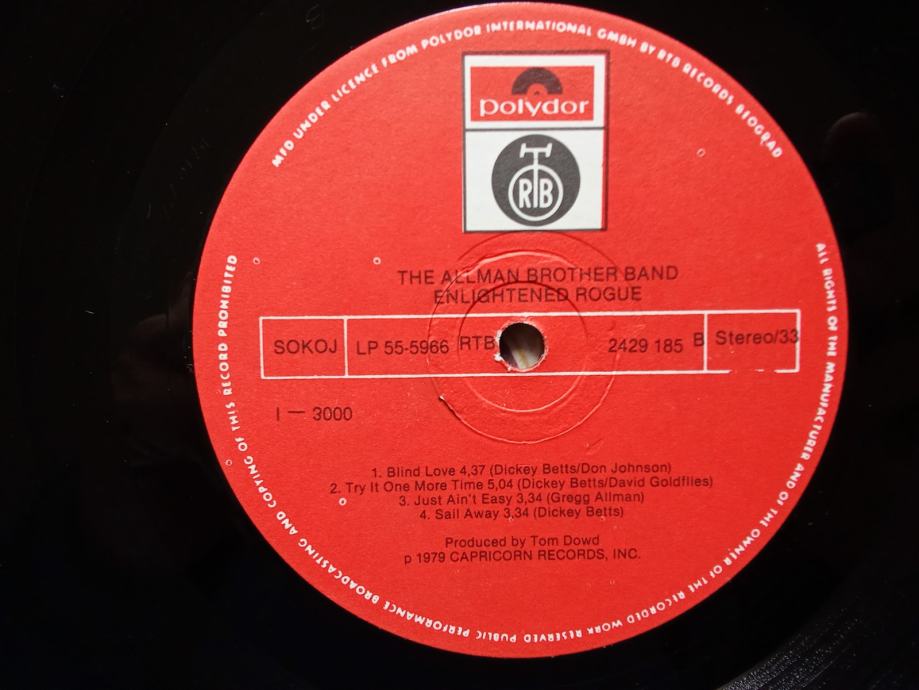 MFD UNDER LICENCE FROM POLYDOR INTERNATIONAL GMBH BY RTB RECORDS BEOGRAD
polydor
RTB
THE ALLMAN BROTHER BAND
ENLIGHTENED ROGUE
SOKOJ LP 55-5966 RTB 2429 185 B Stereo/33
I — 3000
1. Blind Love 4,37 (Dickey Betts/Don Johnson)
2. Try It One More Time 5,04 (Dickey Betts/David Goldflies)
3. Just Ain't Easy 3,34 (Gregg Allman)
4. Sail Away 3,34 (Dickey Betts)
Produced by Tom Dowd
p 1979 CAPRICORN RECORDS, INC.
ALL RIGHTS OF THE MANUFACTURER AND OF THE OWNER OF THE RECORDED WORK RESERVED PUBLIC PERFORMANCE BROADCASTING AND COPYING OF THIS RECORD PROHIBITED